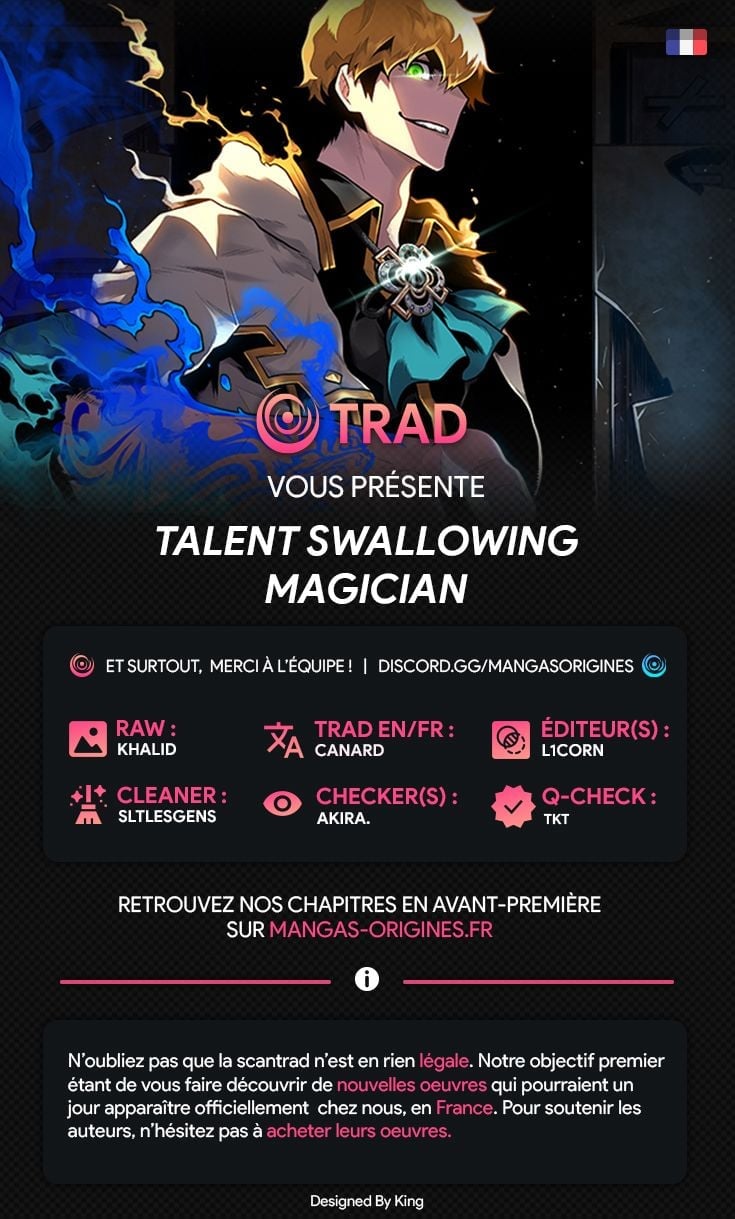 TRAD
VOUS PRÉSENTE
TALENT SWALLOWING
MAGICIAN
ET SURTOUT, MERCI À L'ÉQUIPE ! | DISCORD.GG/MANGASORIGINES
RAW :
KHALID
TRAD EN/FR :
CANARD
ÉDITEUR(S) :
L1CORN
CLEANER :
SLTLESGENS
CHECKER(S) :
AKIRA.
Q-CHECK :
TKT
RETROUVEZ NOS CHAPITRES EN AVANT-PREMIÈRE
SUR MANGAS-ORIGINES.FR
N'oubliez pas que la scantrad n'est en rien légale. Notre objectif premier
étant de vous faire découvrir de nouvelles oeuvres qui pourraient un
jour apparaître officiellement chez nous, en France. Pour soutenir les
auteurs, n'hésitez pas à acheter leurs oeuvres.
Designed By King